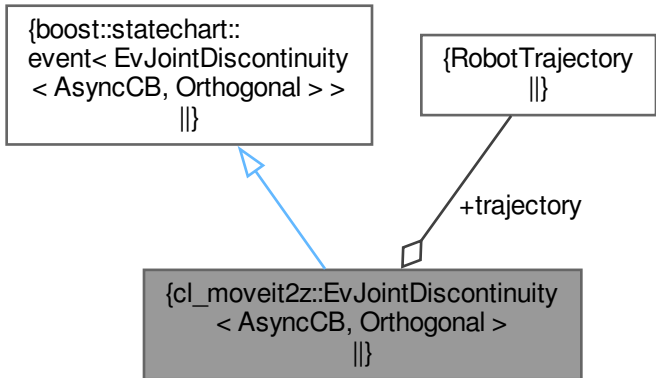 {boost::statechart::
event< EvJointDiscontinuity
< AsyncCB, Orthogonal > >
||}
{RobotTrajectory
||}
+trajectory
{cl_moveit2z::EvJointDiscontinuity
< AsyncCB, Orthogonal >
||}